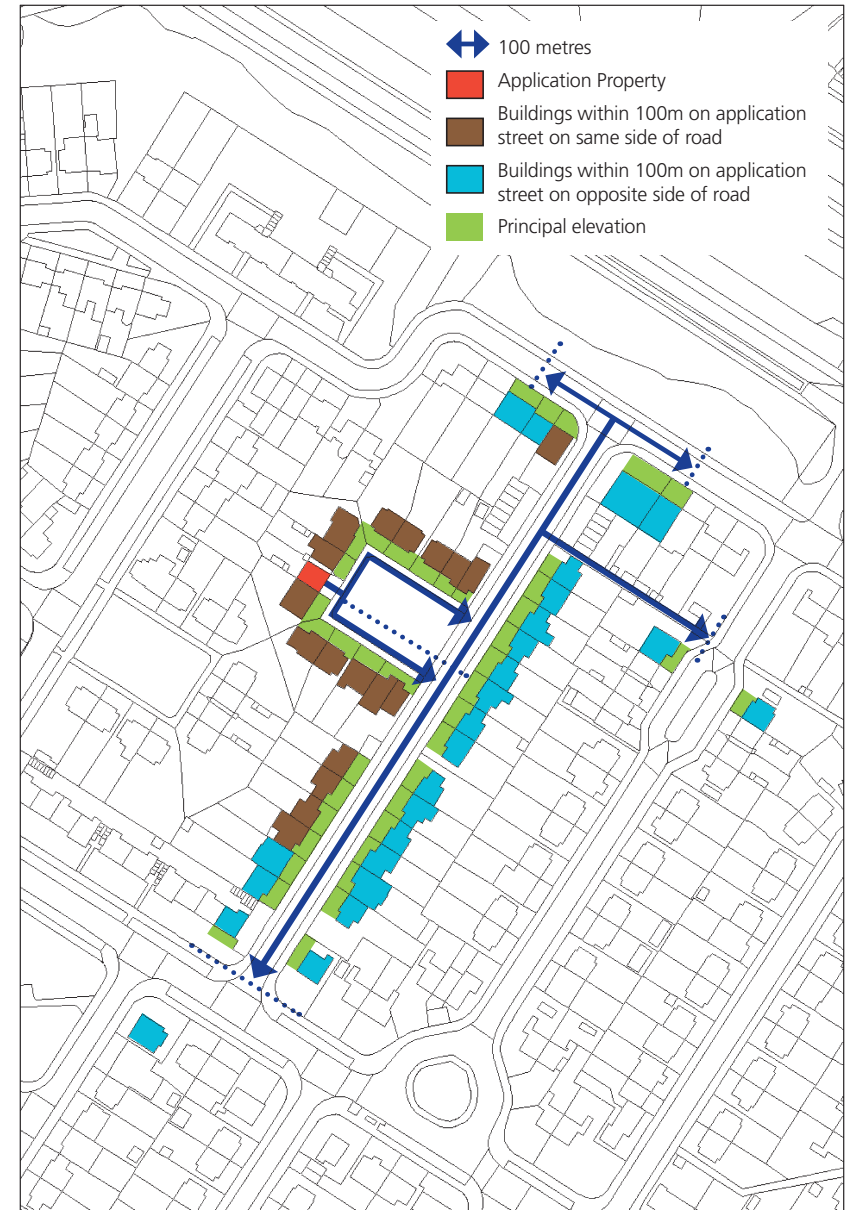 100 metres
Application Property
Buildings within 100m on application
street on same side of road
Buildings within 100m on application
street on opposite side of road
Principal elevation